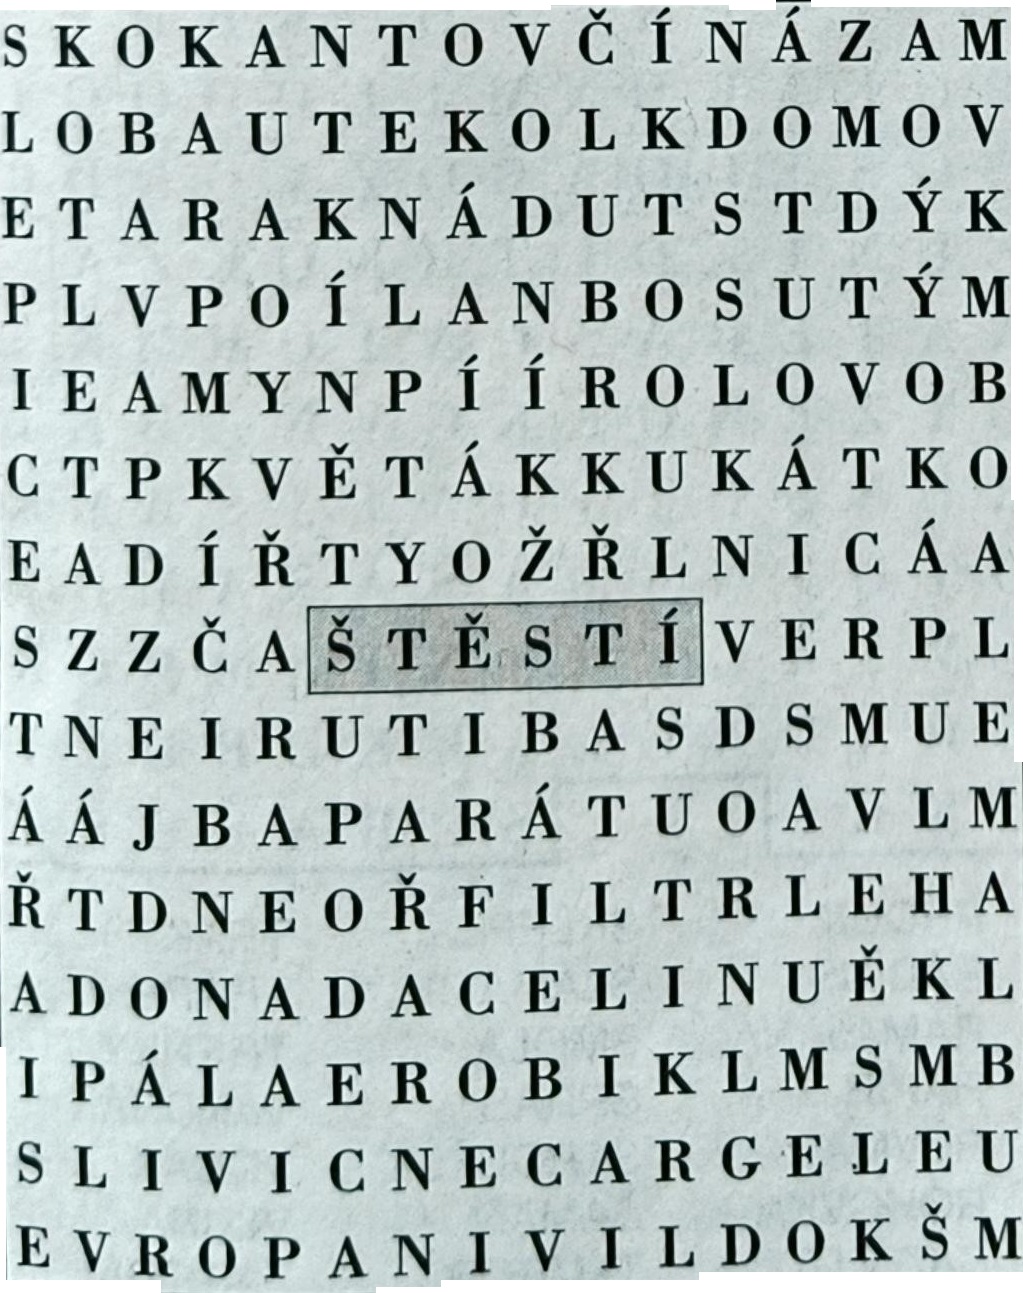 S K O K A N T O V Č Í N Á Z A M
L O B A U T E K O L K D O M O V
E T A R A K N Á D U T S T D Ý K
P L V P O Í L A N B O S U T Ý M
I E A M Y N P Í Í R O L O V O B
C T P K V Ě T Á K K U K Á T K O
E A D Í Ř T Y O Ž Ř L N I C Á A
S Z Z Č A Š T Ě S T Í V E R P L
T N E I R U T I B A S D S M U E
Á Á J B A P A R Á T U O A V L M
Ř T D N E O Ř F I L T R L E H A
A D O N A D A C E L I N U Ě K L
I P Á L A E R O B I K L M S M B
S L I V I C N E C A R G E L E U
E V R O P A N I V I L D O K Š M